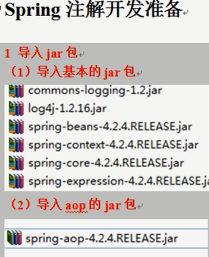 Spring 注解开发准备
1 导入 jar 包
（1）导入基本的 jar 包
commons-logging-1.2.jar
log4j-1.2.16.jar
spring-beans-4.2.4.RELEASE.jar
spring-context-4.2.4.RELEASE.jar
spring-core-4.2.4.RELEASE.jar
spring-expression-4.2.4.RELEASE.ja
（2）导入 aop 的 jar 包
spring-aop-4.2.4.RELEASE.jar